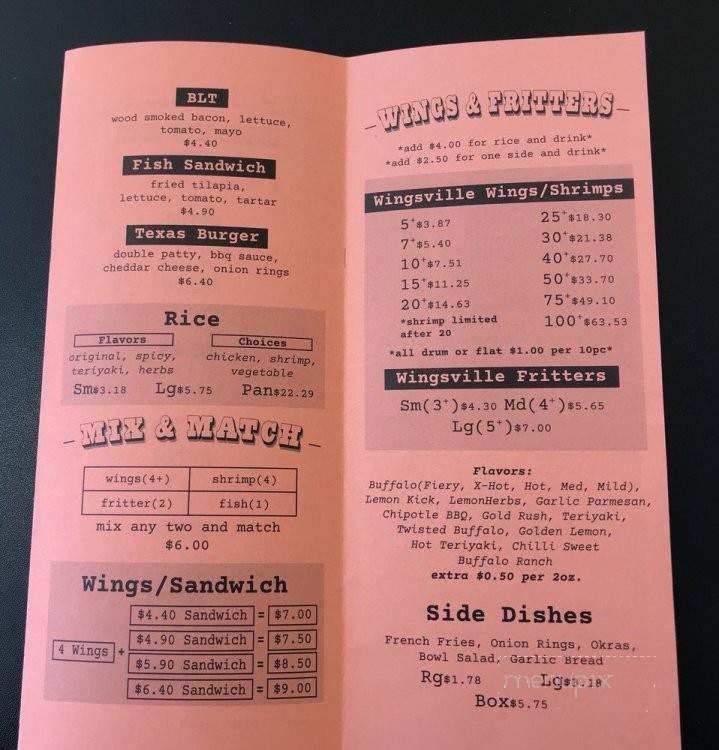 BLT
wood smoked bacon, lettuce,
tomato, mayo
$4.40
Fish Sandwich
fried tilapia,
lettuce, tomato, tartar
$4.90
Texas Burger
double patty, bbq sauce,
cheddar cheese, onion rings
$6.40
Rice
Flavors
original, spicy,
teriyaki, herbs
Choices
chicken, shrimp,
vegetable
Sm$3.18 Lg$5.75 Pan$22.29
- MIX & MATCH -
wings(4+) shrimp(4)
fritter(2) fish(1)
mix any two and match
$6.00
Wings/Sandwich
4 Wings +
$4.40 Sandwich = $7.00
$4.90 Sandwich = $7.50
$5.90 Sandwich = $8.50
$6.40 Sandwich = $9.00
- WINGS & FRITTERS -
*add $4.00 for rice and drink*
*add $2.50 for one side and drink*
Wingsville Wings/Shrimps
5+$3.87
7+$5.40
10+$7.51
15+$11.25
20+$14.63
*shrimp limited
after 20
25+$18.30
30+$21.38
40+$27.70
50+$33.70
75+$49.10
100+$63.53
*all drum or flat $1.00 per 10pc*
Wingsville Fritters
Sm(3+)$4.30 Md(4+)$5.65
Lg(5+)$7.00
Flavors:
Buffalo(Fiery, X-Hot, Hot, Med, Mild),
Lemon Kick, LemonHerbs, Garlic Parmesan,
Chipotle BBQ, Gold Rush, Teriyaki,
Twisted Buffalo, Golden Lemon,
Hot Teriyaki, Chilli Sweet
Buffalo Ranch
extra $0.50 per 2oz.
Side Dishes
French Fries, Onion Rings, Okras,
Bowl Salad, Garlic Bread
Rg$1.78 Lg$3.18
Box$5.75
menupix